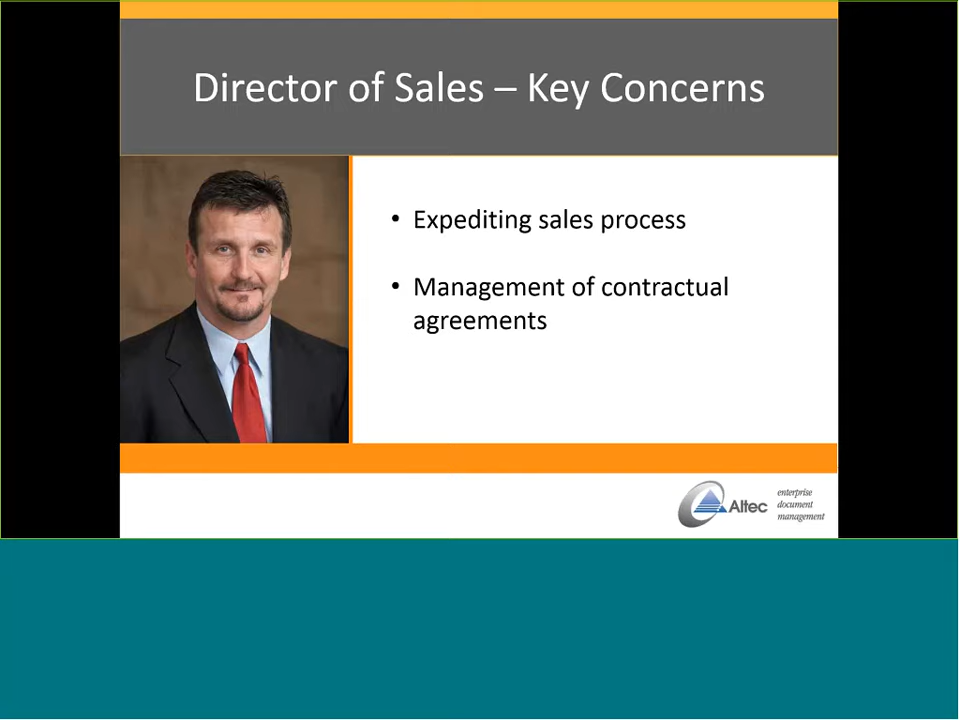 Director of Sales – Key Concerns
• Expediting sales process
• Management of contractual
agreements
Altec
enterprise
document
management